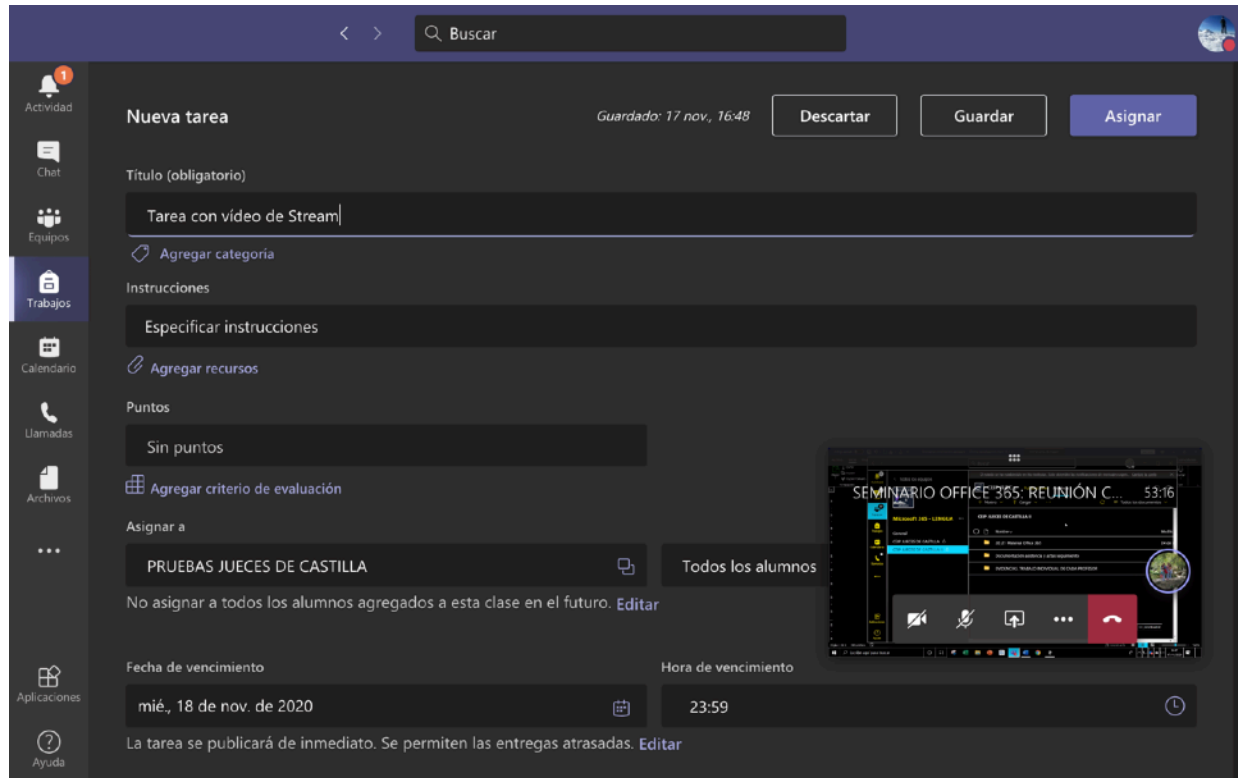 Buscar
1
Actividad
Chat
Equipos
Trabajos
Calendario
Llamadas
Archivos
Aplicaciones
Ayuda
Nueva tarea
Guardado: 17 nov., 16:48
Descartar
Guardar
Asignar
Título (obligatorio)
Tarea con vídeo de Stream
Agregar categoría
Instrucciones
Especificar instrucciones
Agregar recursos
Puntos
Sin puntos
Agregar criterio de evaluación
Asignar a
PRUEBAS JUECES DE CASTILLA
Todos los alumnos
No asignar a todos los alumnos agregados a esta clase en el futuro. Editar
SEMINARIO OFFICE 365: REUNIÓN C... 53:16
Fecha de vencimiento
Hora de vencimiento
mié., 18 de nov. de 2020
23:59
La tarea se publicará de inmediato. Se permiten las entregas atrasadas. Editar